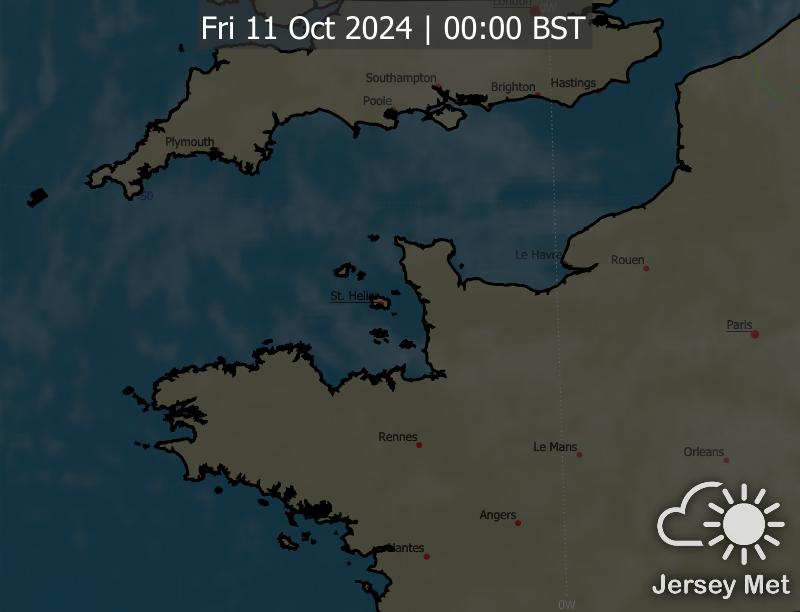 London
0W
Fri 11 Oct 2024 | 00:00 BST
Southampton
Brighton
Hastings
Poole
Plymouth
50
Le Havre
Rouen
St. Helier
Paris
Rennes
Le Mans
Orleans
Angers
Nantes
Jersey Met
0W